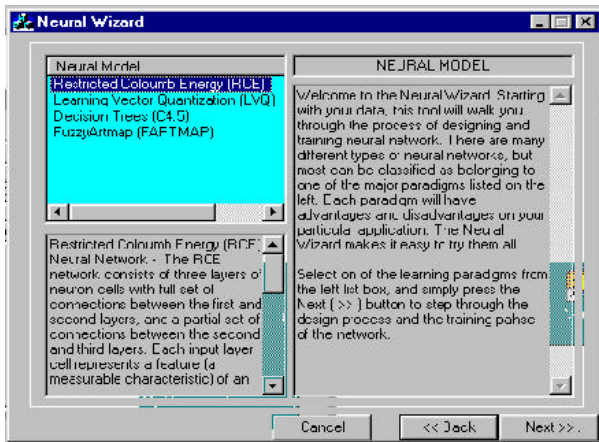 Neural Wizard
Neural Model
Restricted Coloumb Energy (RCE)
Learning Vector Quantization (LVQ)
Decision Trees (C4.5)
FuzzyArtmap (FARTMAP)
Restricted Coloumb Energy (RCE)
Neural Network - The RCE
network consists of three layers of
neuron cells with full set of
connections between the first and
second layers, and a partial set of
connections between the second
and third layers. Each input layer
cell represents a feature (a
measurable characteristic) of an
NEURAL MODEL
Welcome to the Neural Wizard. Starting
with your data, this tool will walk you
through the process of designing and
training neural network. There are many
different types of neural networks, but
most can be classified as belonging to
one of the major paradigms listed on the
left. Each paradigm will have
advantages and disadvantages on your
particular application. The Neural
Wizard makes it easy to try them all.
Select on of the learning paradigms from
the left list box, and simply press the
Next ( >> ) button to step through the
design process and the training pahse
of the network.
Cancel
<< Back
Next >> .